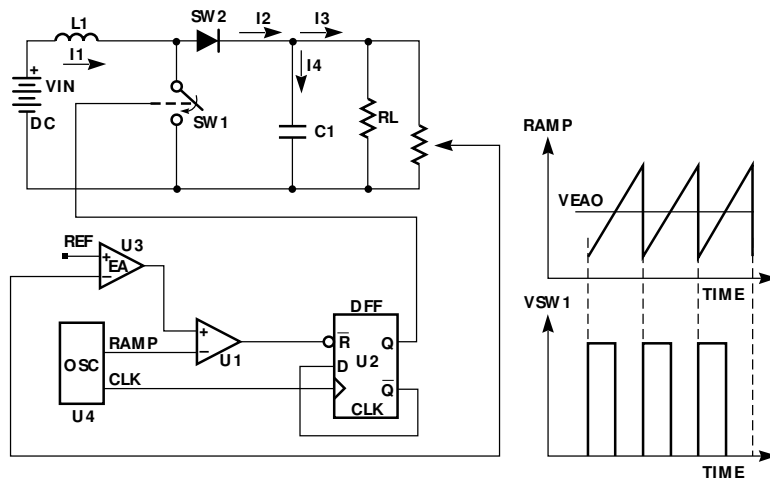 L1
SW2
I1
I2
I3
I4
+
VIN
DC
SW1
C1
RL
REF
U3
+
EA
−
DFF
RAMP
+
−
U1
R
Q
OSC
D
U2
CLK
Q
U4
CLK
RAMP
VEAO
TIME
VSW1
TIME